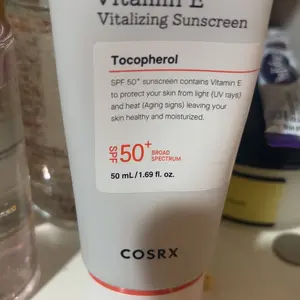 Vitamin E
Vitalizing Sunscreen
Tocopherol
SPF 50+ sunscreen contains Vitamin E
to protect your skin from light (UV rays)
and heat (Aging signs) leaving your
skin healthy and moisturized.
SPF 50+ BROAD
SPECTRUM
50 mL / 1.69 fl. oz.
COSRX